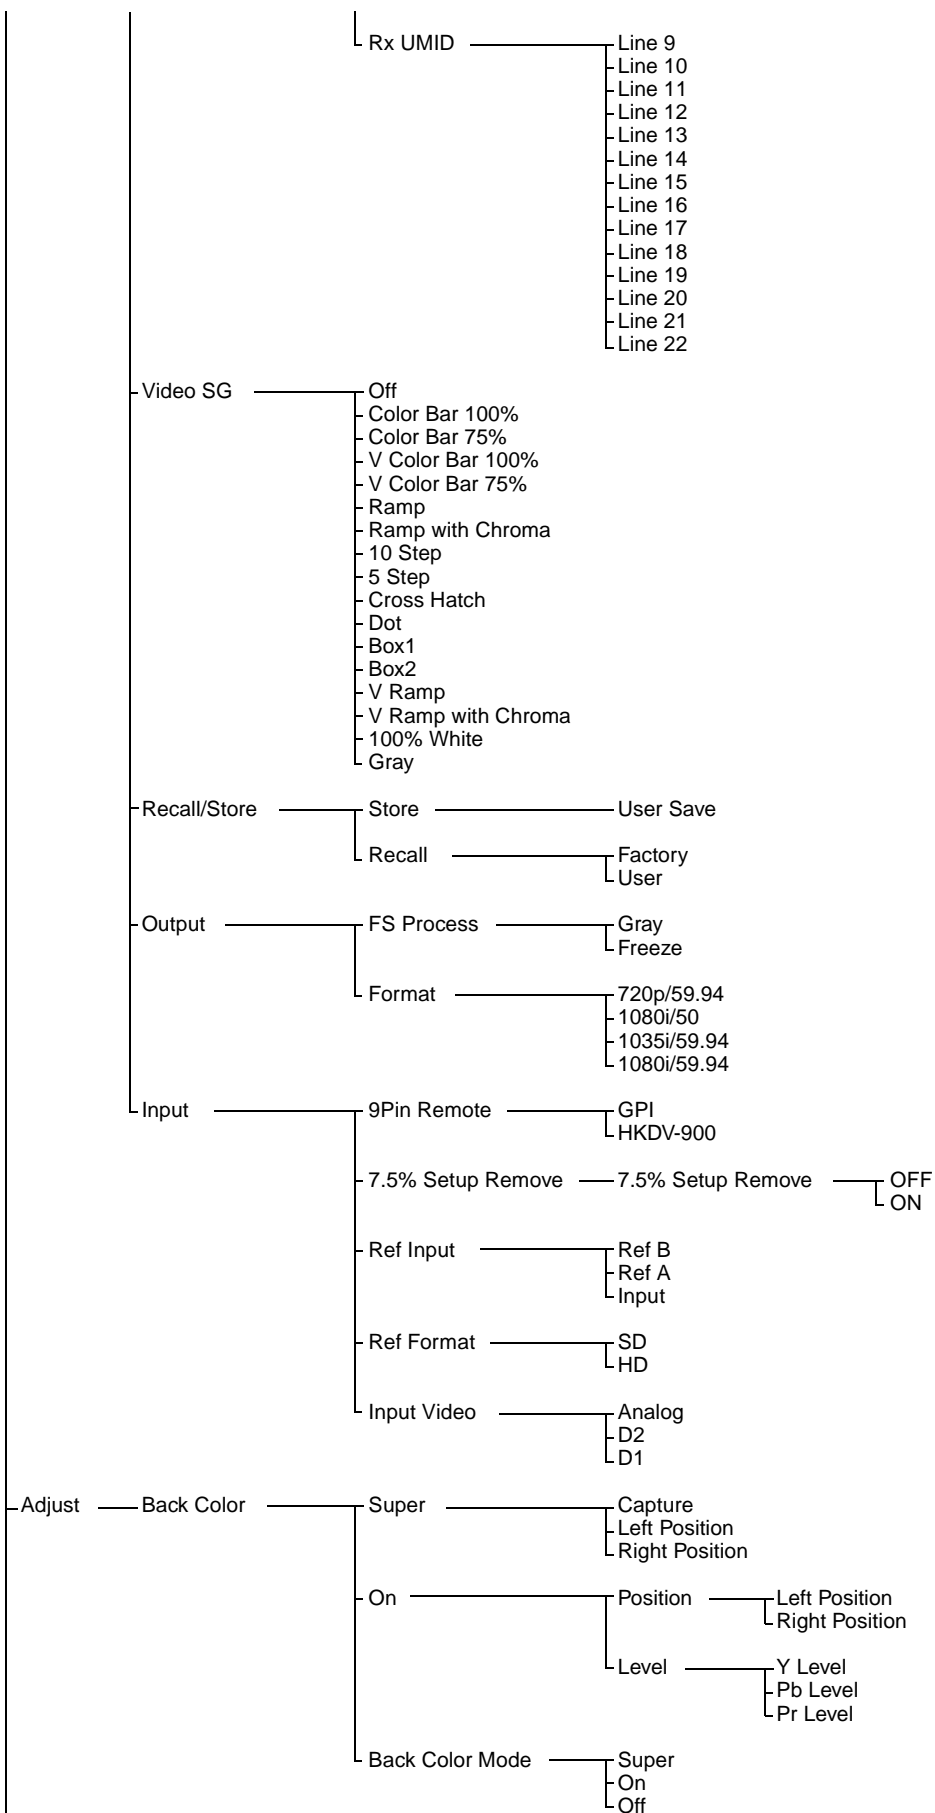 Rx UMID Line 9
Line 10
Line 11
Line 12
Line 13
Line 14
Line 15
Line 16
Line 17
Line 18
Line 19
Line 20
Line 21
Line 22
Video SG Off
Color Bar 100%
Color Bar 75%
V Color Bar 100%
V Color Bar 75%
Ramp
Ramp with Chroma
10 Step
5 Step
Cross Hatch
Dot
Box1
Box2
V Ramp
V Ramp with Chroma
100% White
Gray
Recall/Store Store User Save
Recall Factory
User
Output FS Process Gray
Freeze
Format 720p/59.94
1080i/50
1035i/59.94
1080i/59.94
Input 9Pin Remote GPI
HKDV-900
7.5% Setup Remove 7.5% Setup Remove OFF
ON
Ref Input Ref B
Ref A
Input
Ref Format SD
HD
Input Video Analog
D2
D1
Adjust Back Color Super Capture
Left Position
Right Position
On Position Left Position
Right Position
Level Y Level
Pb Level
Pr Level
Back Color Mode Super
On
Off